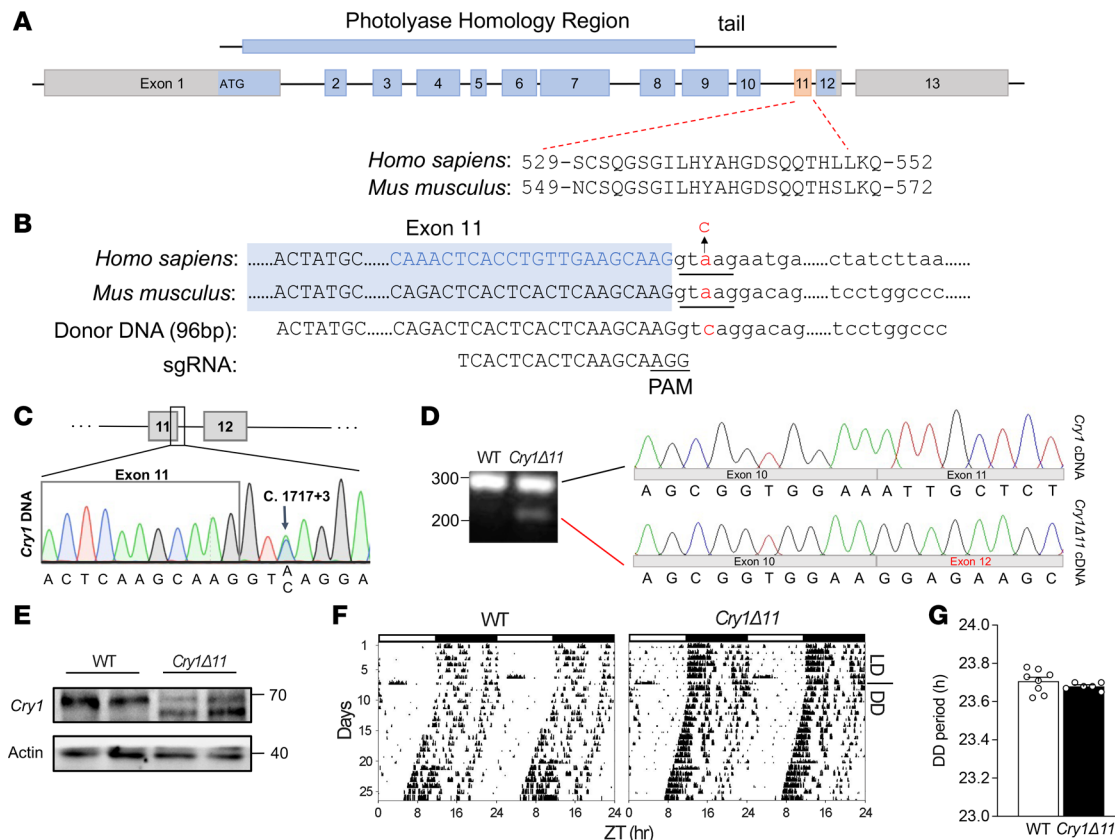 A
Photolyase Homology Region
tail
Exon 1 ATG 2 3 4 5 6 7 8 9 10 11 12 13
Homo sapiens: 529-SCSQGSGILHYAHGDSQQTHLLKQ-552
Mus musculus: 549-NCSQGSGILHYAHGDSQQTHSLKQ-572
B
Exon 11
c
Homo sapiens: ......ACTATGC......CAAACTCACCTGTTGAAGCAAGgtaagaatga......ctatcttaa......
Mus musculus: ......ACTATGC......CAGACTCACTCACTCAAGCAAGgtaaggacag......tcctggccc......
Donor DNA (96bp): ACTATGC......CAGACTCACTCACTCAAGCAAGgtcaggacag......tcctggccc
sgRNA: TCACTCACTCAAGCAAGG
PAM
C
... 11 12 ...
Exon 11
C. 1717+3
Cry1 DNA
A C T C A A G C A A G G T A A G G A
C
D
WT Cry1Δ11
300
200
Cry1 cDNA
Exon 10 Exon 11
A G C G G T G G A A A T T G C T C T
Cry1Δ11 cDNA
Exon 10 Exon 12
A G C G G T G G A A G G A G A A G C
E
WT Cry1Δ11
Cry1 70
Actin 40
F
WT Cry1Δ11
Days
1
5
10
15
20
26
LD
DD
0 8 16 24 8 16 24 0 8 16 24 8 16 24
ZT (hr)
G
DD period (h)
24.0
23.8
23.6
23.4
23.2
23.0
WT Cry1Δ11